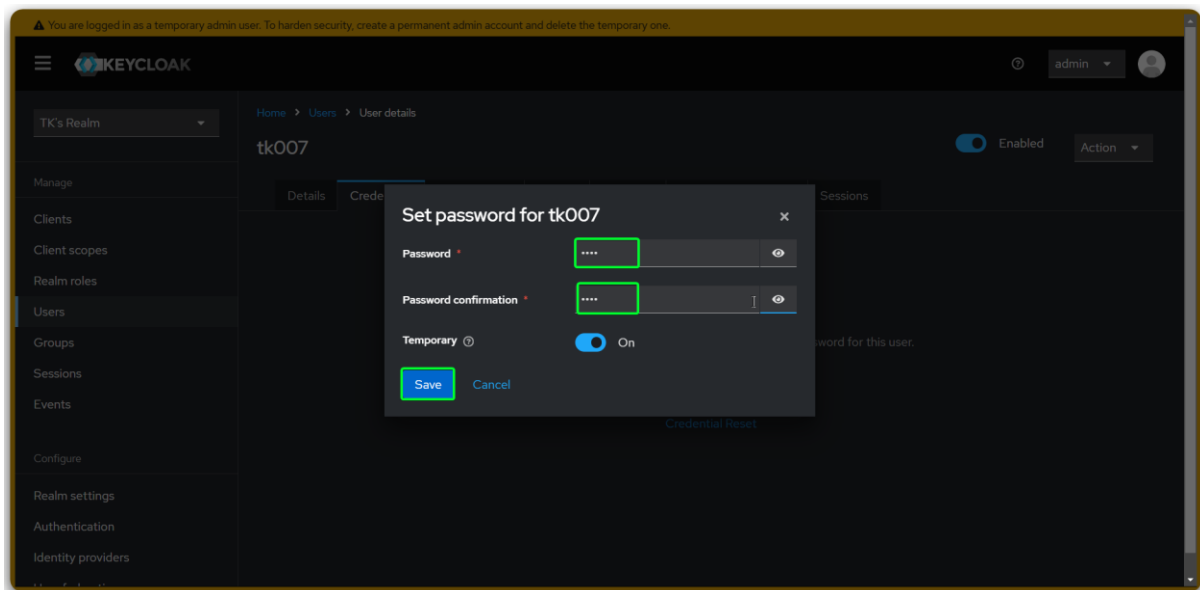 You are logged in as a temporary admin user. To harden security, create a permanent admin account and delete the temporary one.
KEYCLOAK
admin
TK's Realm
Home > Users > User details
tk007
Enabled
Action
Manage
Details
Crede
Sessions
Clients
Client scopes
Realm roles
Users
Groups
Sessions
Events
Configure
Realm settings
Authentication
Identity providers
Set password for tk007
Password *
••••
Password confirmation *
••••
Temporary
On
Save
Cancel
word for this user.
Credential Reset